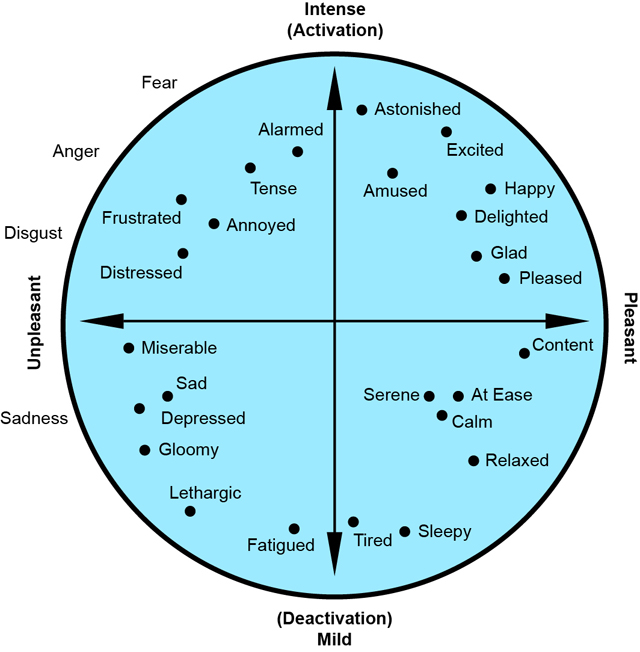 Intense
(Activation)
Fear
Astonished
Alarmed
Excited
Anger
Tense
Amused
Happy
Frustrated
Delighted
Annoyed
Disgust
Glad
Distressed
Pleased
Unpleasant
Pleasant
Miserable
Content
Sad
Serene
At Ease
Depressed
Sadness
Calm
Gloomy
Relaxed
Lethargic
Sleepy
Tired
Fatigued
(Deactivation)
Mild